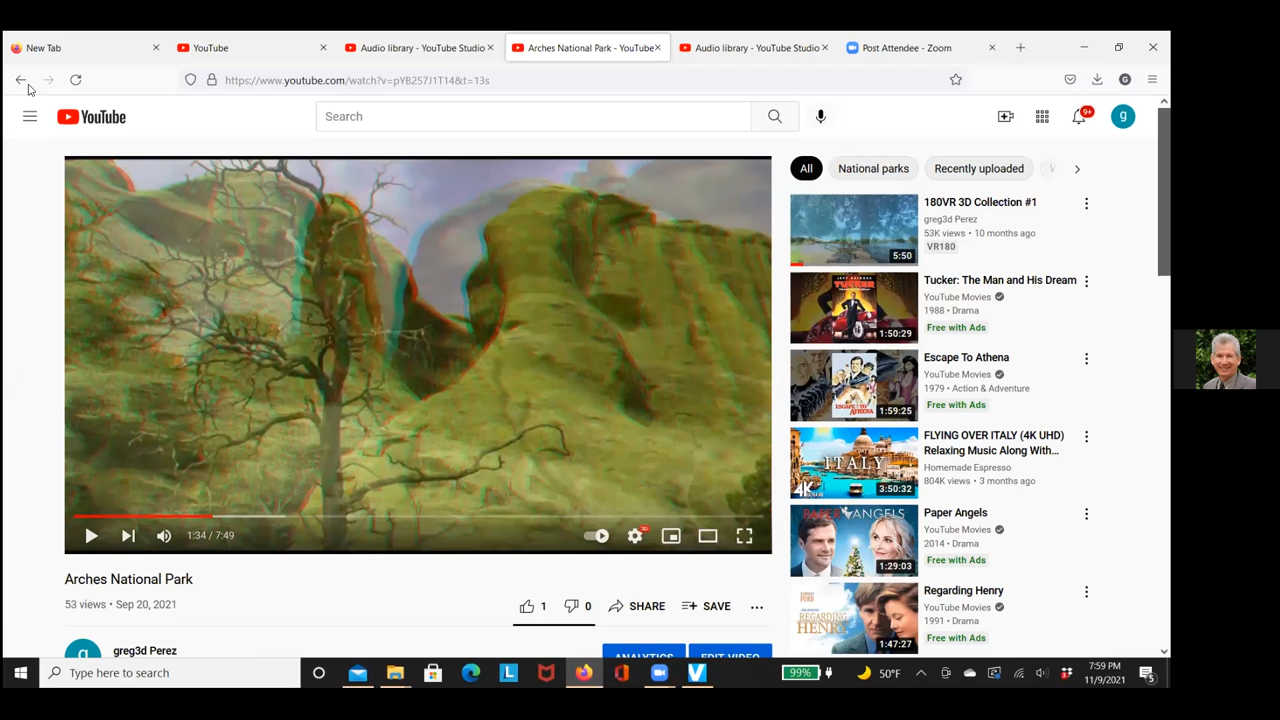 New Tab
YouTube
Audio library - YouTube Studio
Arches National Park - YouTube
Audio library - YouTube Studio
Post Attendee - Zoom
https://www.youtube.com/watch?v=pYB257J1T14&t=13s
G
YouTube
Search
9+
g
All
National parks
Recently uploaded
180VR 3D Collection #1
greg3d Perez
53K views • 10 months ago
VR180
5:50
Tucker: The Man and His Dream
YouTube Movies
1988 • Drama
Free with Ads
TUCKER
1:50:29
Escape To Athena
YouTube Movies
1979 • Action & Adventure
Free with Ads
ESCAPE TO ATHENA
1:59:25
FLYING OVER ITALY (4K UHD)
Relaxing Music Along With...
Homemade Espresso
804K views • 3 months ago
ITALY
4K
3:50:32
Paper Angels
YouTube Movies
2014 • Drama
Free with Ads
PAPER ANGELS
1:29:03
Regarding Henry
YouTube Movies
1991 • Drama
Free with Ads
REGARDING
HENRY
1:47:27
1:34 / 7:49
Arches National Park
53 views • Sep 20, 2021
1
0
SHARE
SAVE
g
greg3d Perez
ANALYTICS
EDIT VIDEO
Type here to search
L
V
99%
50°F
7:59 PM
11/9/2021
5